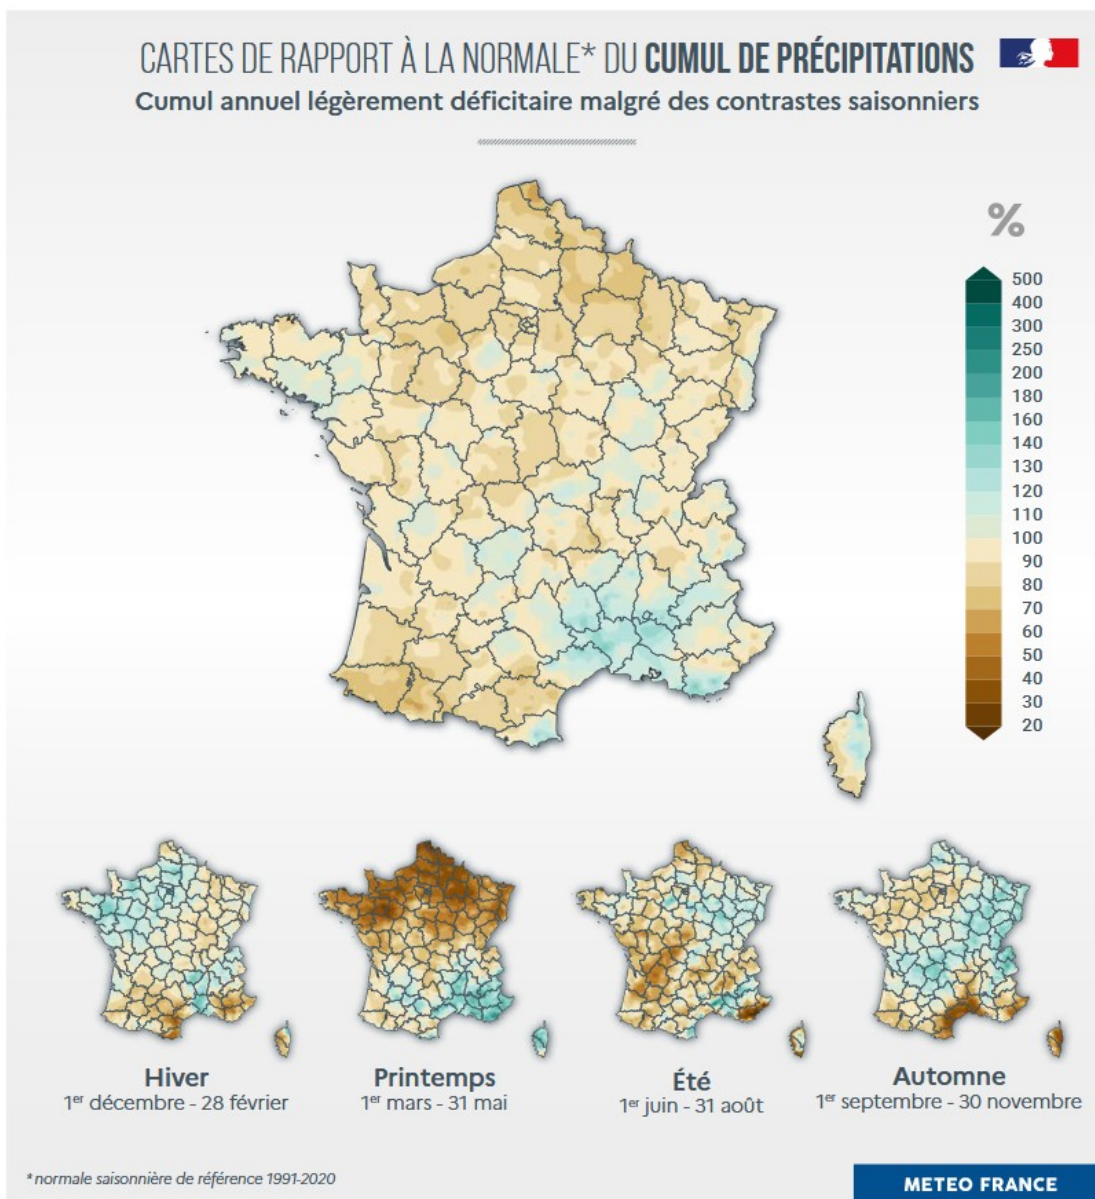 CARTES DE RAPPORT À LA NORMALE* DU CUMUL DE PRÉCIPITATIONS
Cumul annuel légèrement déficitaire malgré des contrastes saisonniers
%
500
400
300
250
200
180
160
140
130
120
110
100
90
80
70
60
50
40
30
20
Hiver
1er décembre - 28 février
Printemps
1er mars - 31 mai
Été
1er juin - 31 août
Automne
1er septembre - 30 novembre
*normale saisonnière de référence 1991-2020
METEO FRANCE